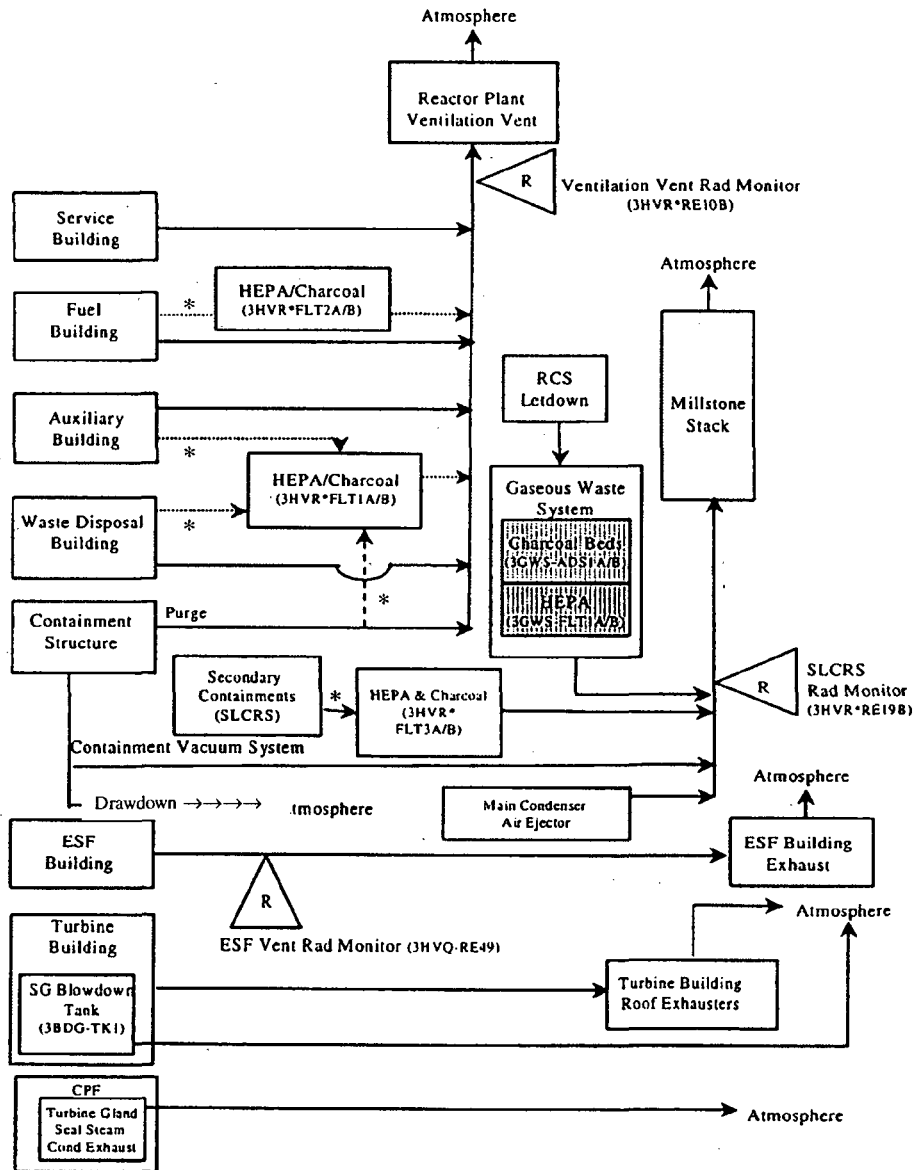 Atmosphere
Reactor Plant
Ventilation Vent
R
Ventilation Vent Rad Monitor
(3HVR*RE10B)
Service
Building
Atmosphere
Fuel
Building
*
HEPA/Charcoal
(3HVR*FLT2A/B)
RCS
Letdown
Millstone
Stack
Auxiliary
Building
*
HEPA/Charcoal
(3HVR*FLT1A/B)
Gaseous Waste
System
Charcoal Beds
(3GWS-ADS1A/B)
HEPA
(3GWS-FLT1A/B)
Waste Disposal
Building
*
*
Containment
Structure
Purge
Secondary
Containments
(SLCRS)
*
HEPA & Charcoal
(3HVR*
FLT3A/B)
R
SLCRS
Rad Monitor
(3HVR*RE19B)
Containment Vacuum System
Drawdown →→→→ tmosphere
Main Condenser
Air Ejector
Atmosphere
ESF
Building
ESF Building
Exhaust
R
ESF Vent Rad Monitor (3HVQ-RE49)
Turbine
Building
Atmosphere
SG Blowdown
Tank
(3BDG-TK1)
Turbine Building
Roof Exhausters
CPF
Turbine Gland
Seal Steam
Cond Exhaust
Atmosphere